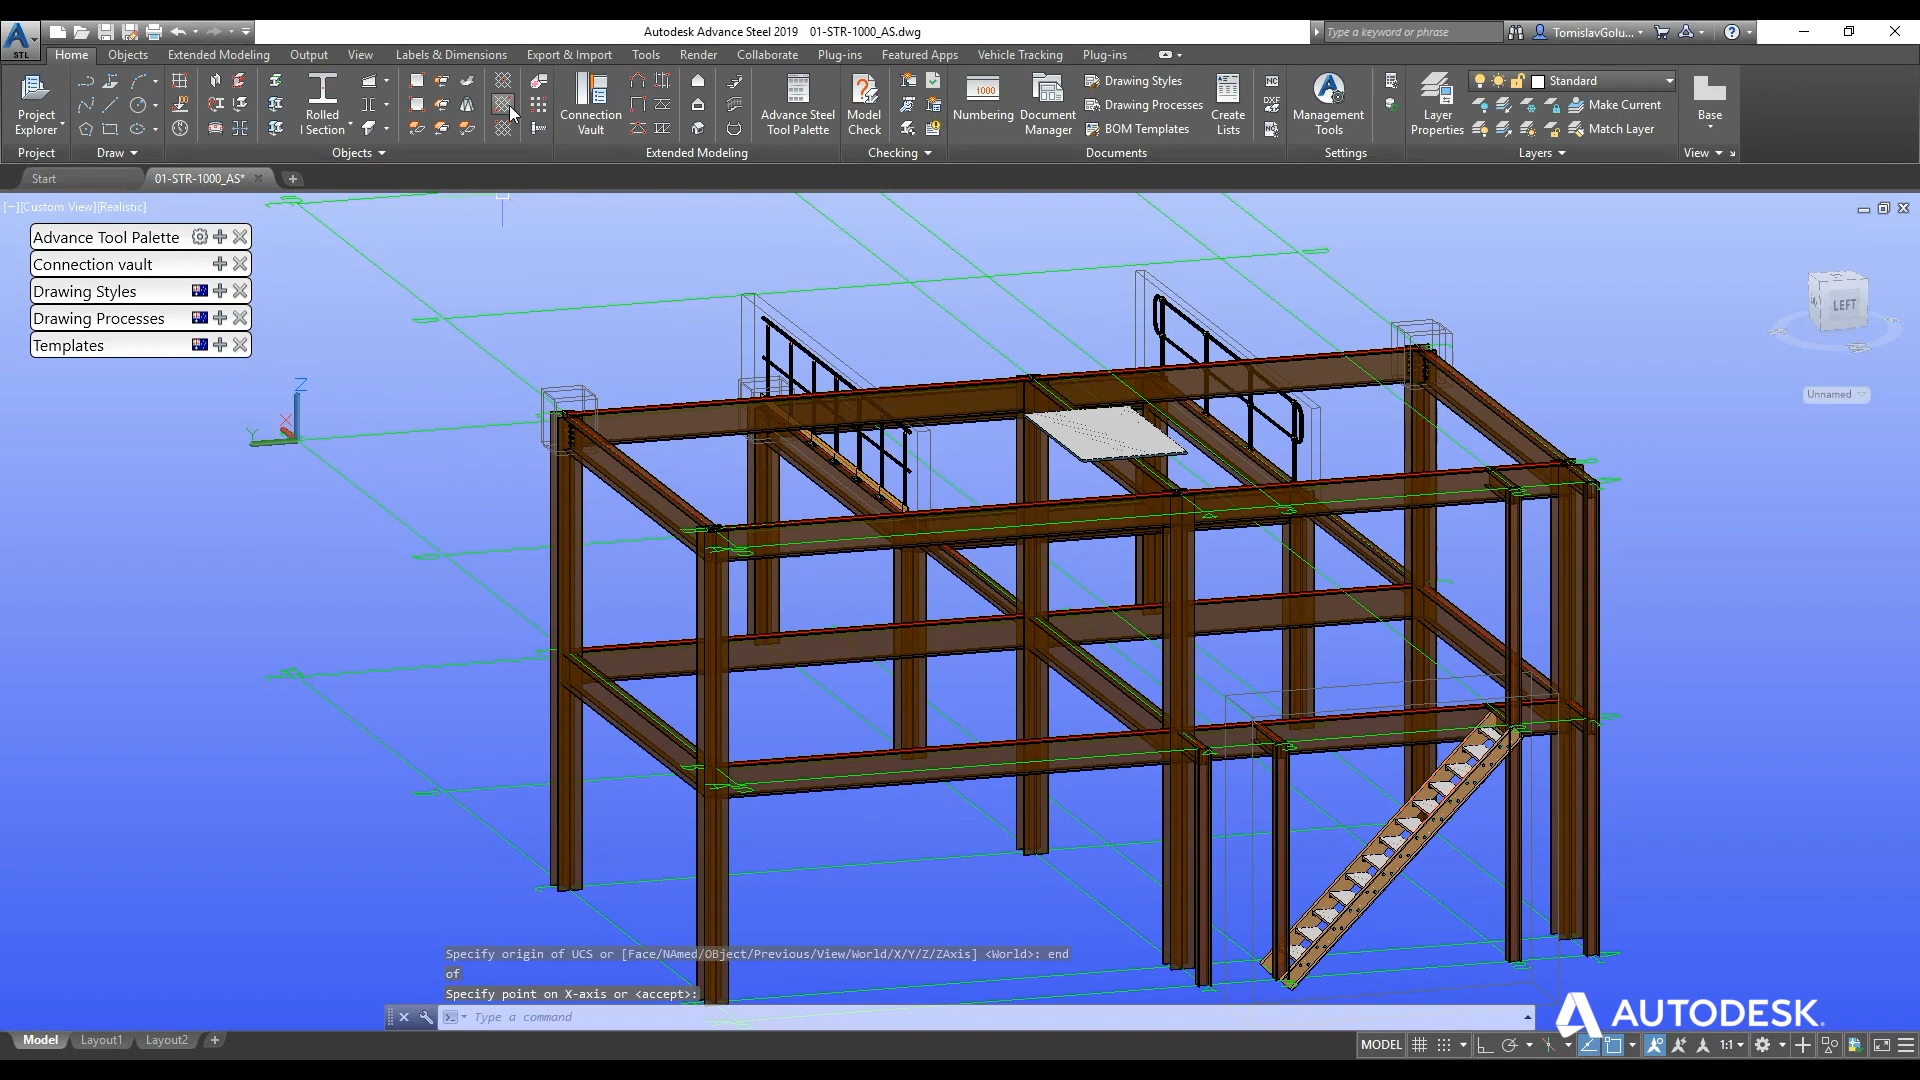 Autodesk Advance Steel 2019 01-STR-1000_AS.dwg
Type a keyword or phrase
TomislavGolu...
STL
Home Objects Extended Modeling Output View Labels & Dimensions Export & Import Tools Render Collaborate Plug-ins Featured Apps Vehicle Tracking Plug-ins
Project Explorer
Rolled I Section
Connection Vault
Advance Steel Tool Palette
Model Check
1000
Numbering
Document Manager
Drawing Styles
Drawing Processes
BOM Templates
Create Lists
NC
DXF
NC
Management Tools
Layer Properties
Standard
Make Current
Match Layer
Base
Project Draw Objects Extended Modeling Checking Documents Settings Layers View
Start 01-STR-1000_AS*
[−][Custom View][Realistic]
Advance Tool Palette
Connection vault
Drawing Styles
Drawing Processes
Templates
LEFT
Unnamed
Z
X
Y
Specify origin of UCS or [Face/NAmed/OBject/Previous/View/World/X/Y/Z/ZAxis] <World>: end
of
Specify point on X-axis or <accept>:
Type a command
AUTODESK.
Model Layout1 Layout2
MODEL 1:1